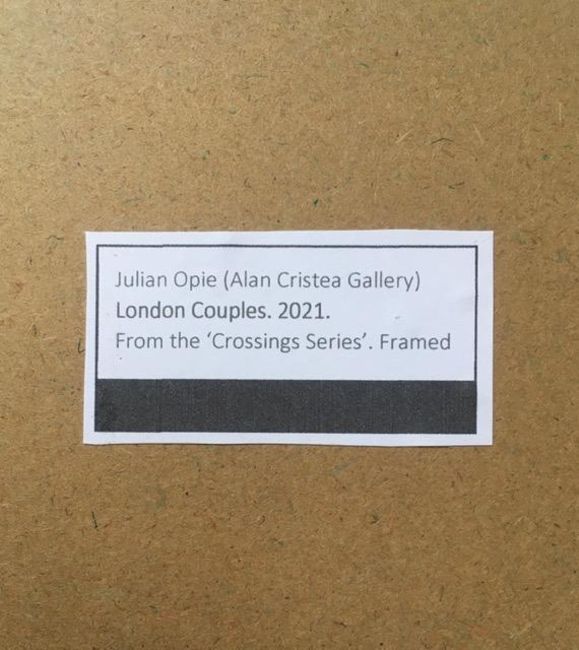 Julian Opie (Alan Cristea Gallery)
London Couples. 2021.
From the ‘Crossings Series’. Framed